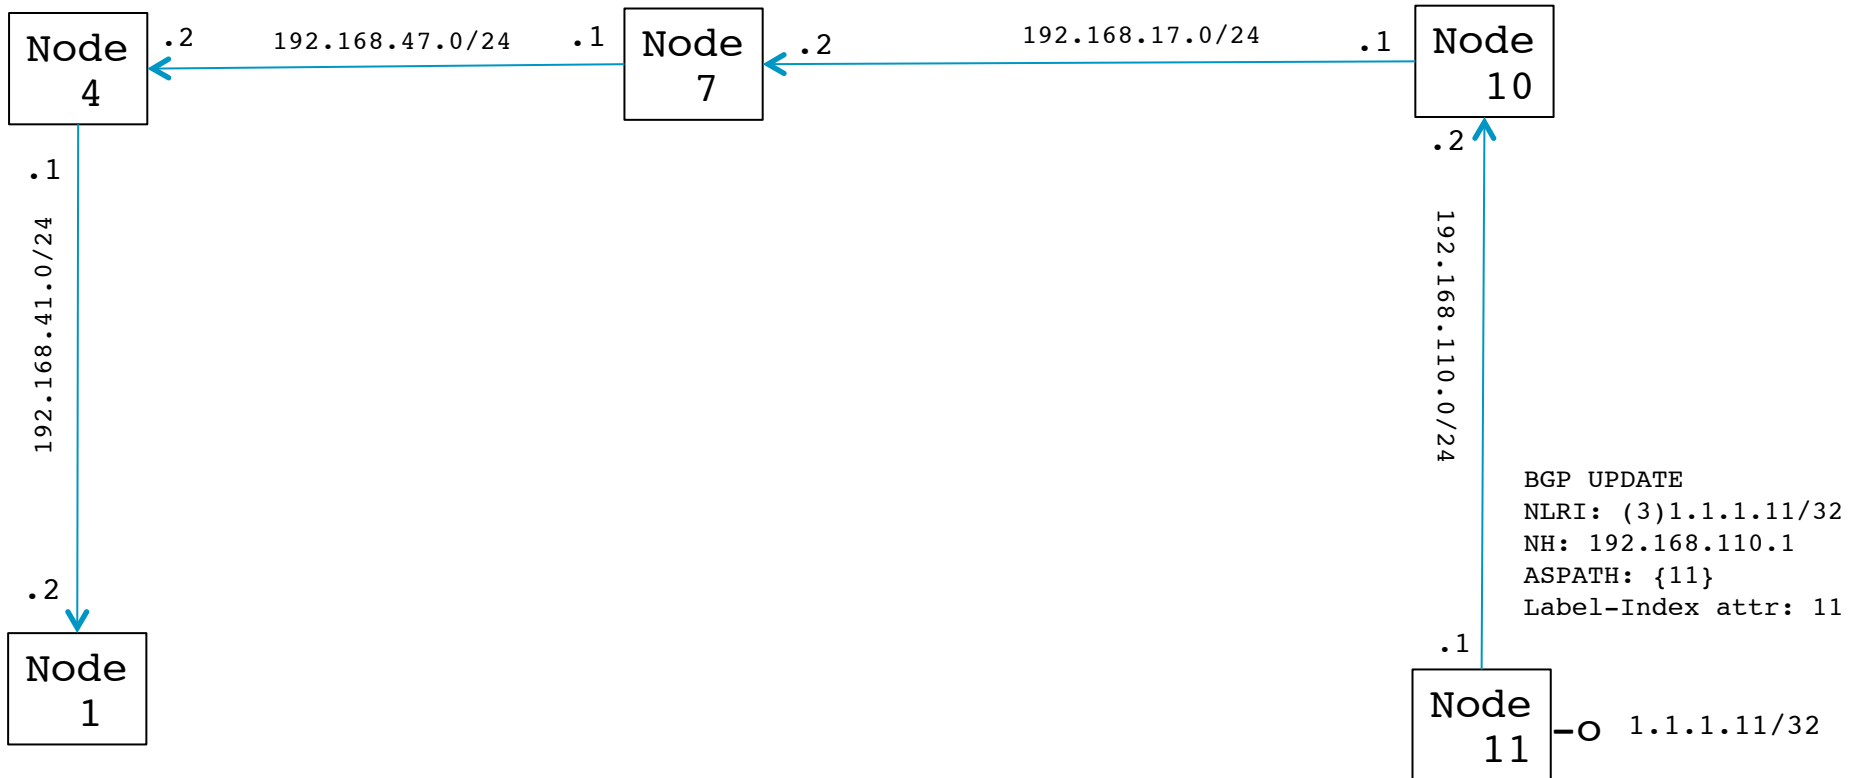 Node
4
.2
192.168.47.0/24
.1
Node
7
.2
192.168.17.0/24
.1
Node
10
.1
192.168.41.0/24
.2
Node
1
.2
192.168.110.0/24
BGP UPDATE
NLRI: (3)1.1.1.11/32
NH: 192.168.110.1
ASPATH: {11}
Label-Index attr: 11
.1
Node
11
1.1.1.11/32